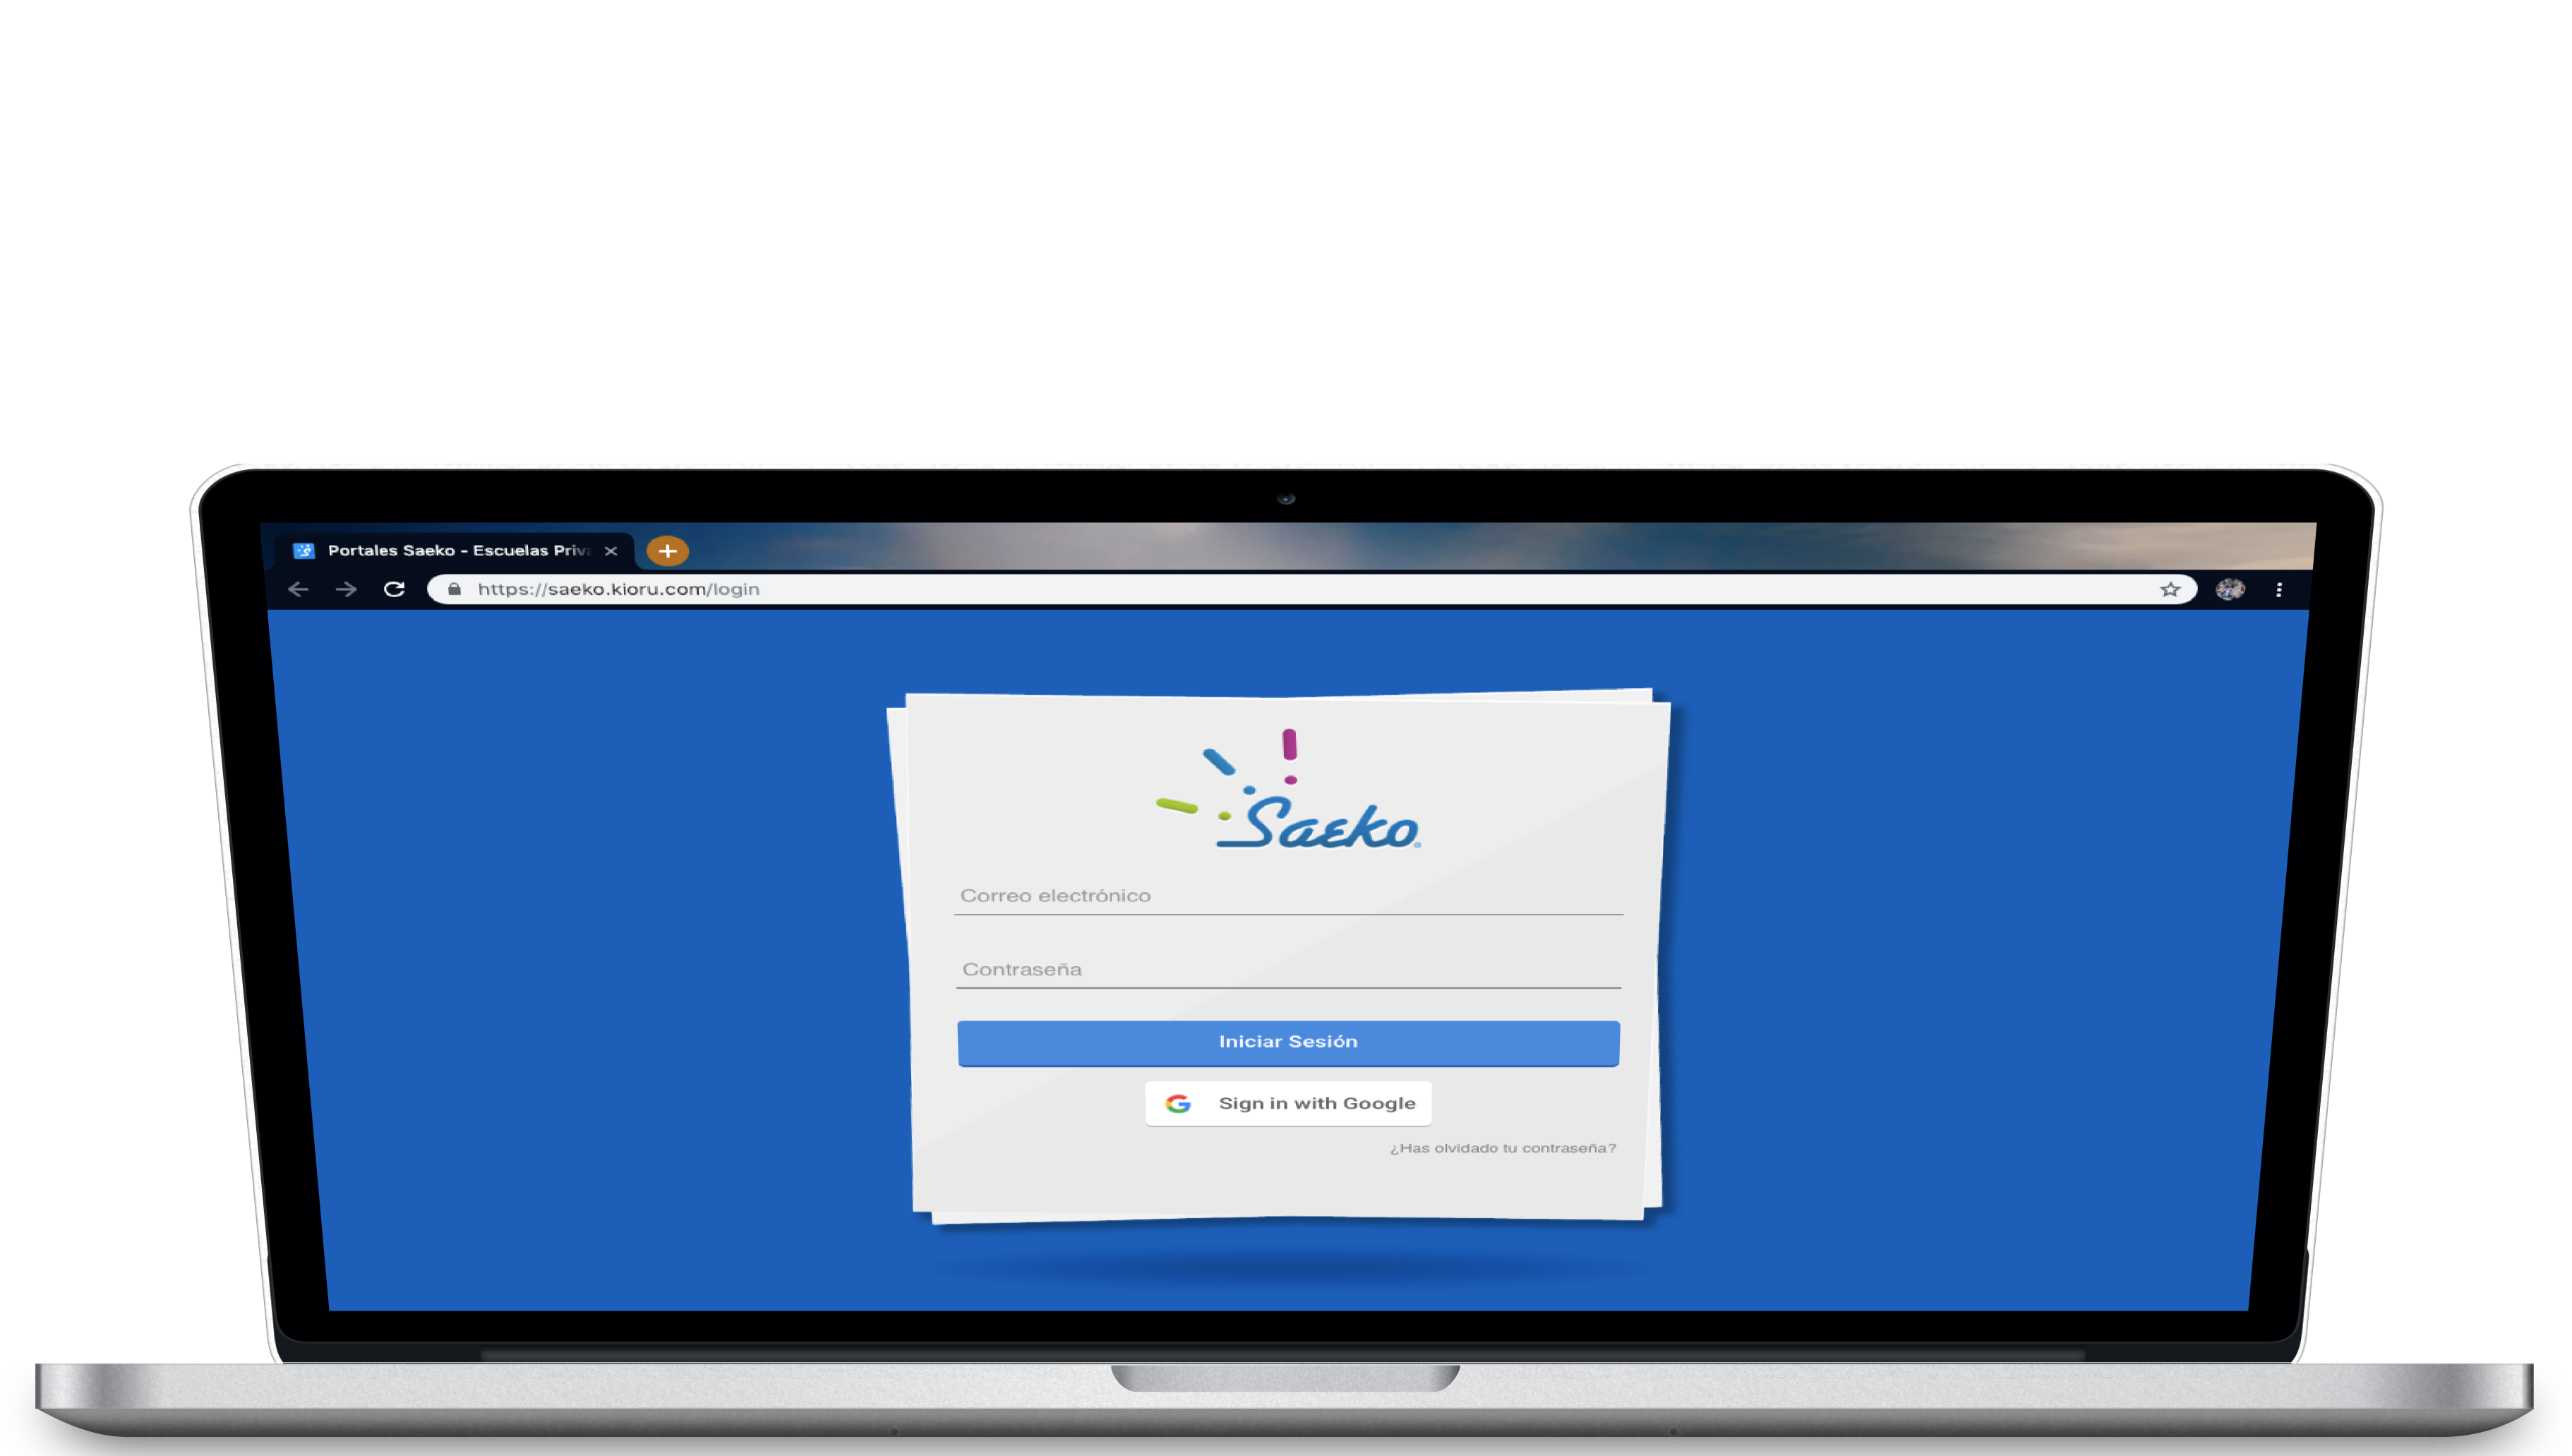 Portales Saeko - Escuelas Priv
https://saeko.kioru.com/login
Saeko
Correo electrónico
Contraseña
Iniciar Sesión
Sign in with Google
¿Has olvidado tu contraseña?